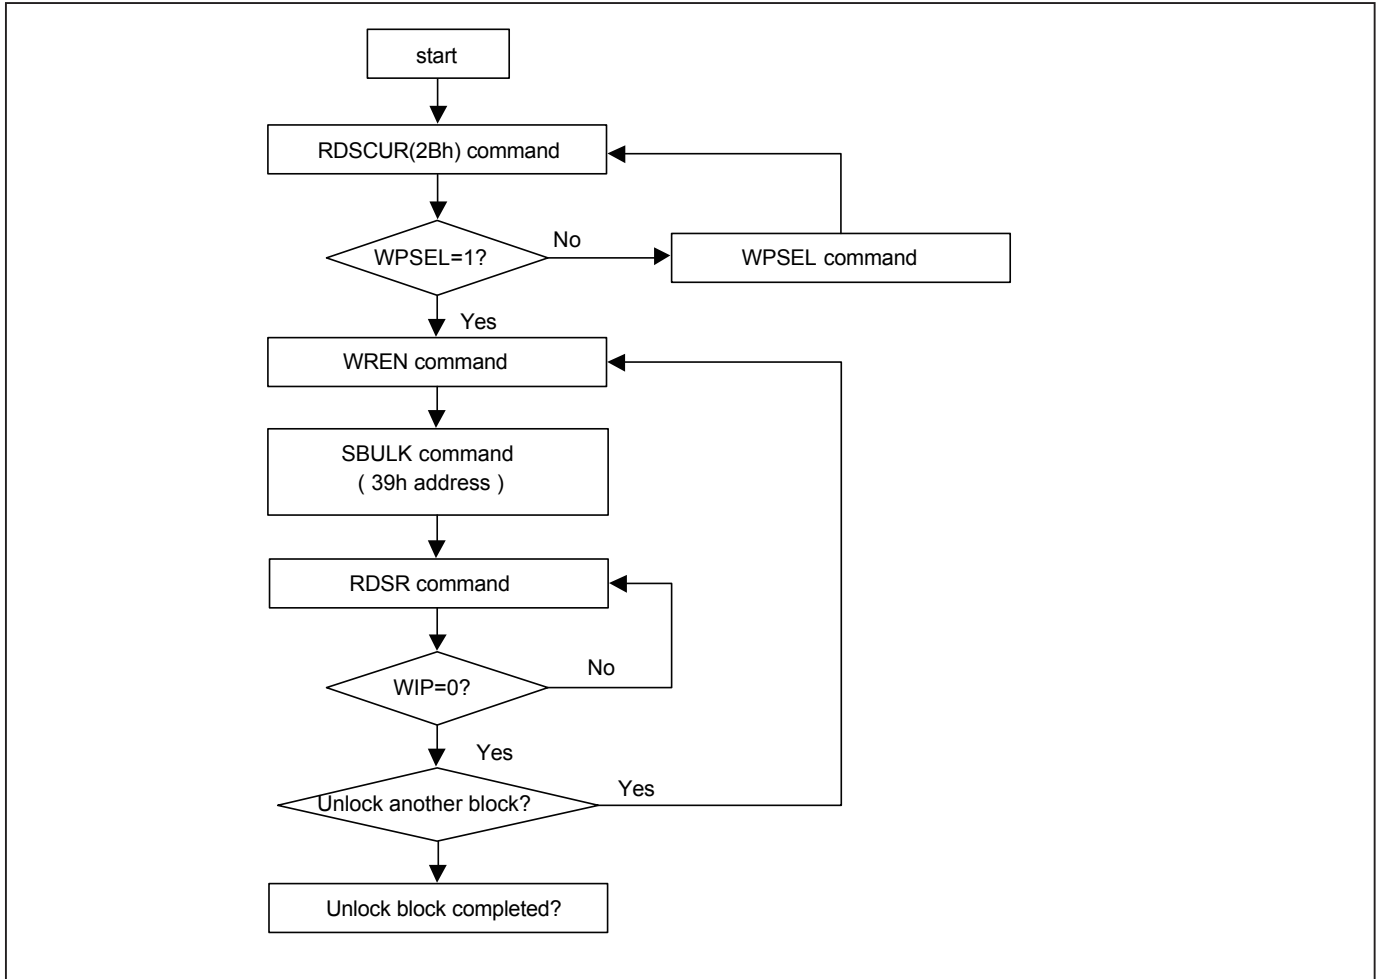 start
RDSCUR(2Bh) command
WPSEL=1?
No
WPSEL command
Yes
WREN command
SBULK command
( 39h address )
RDSR command
WIP=0?
No
Yes
Unlock another block?
Yes
Unlock block completed?